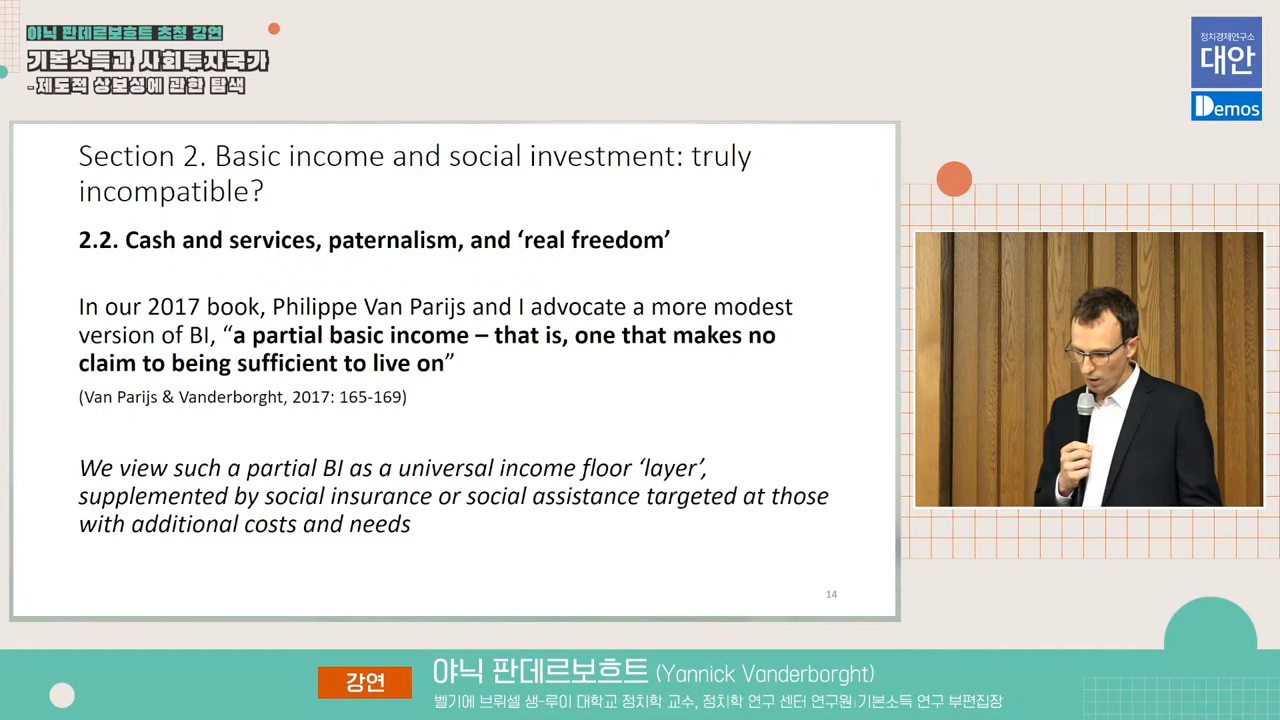 야닉 판데르보흐트 초청 강연
기본소득과 사회투자국가
-제도적 상보성에 관한 탐색
정치경제연구소
대안
Demos
Section 2. Basic income and social investment: truly
incompatible?
2.2. Cash and services, paternalism, and ‘real freedom’
In our 2017 book, Philippe Van Parijs and I advocate a more modest
version of BI, “a partial basic income – that is, one that makes no
claim to being sufficient to live on”
(Van Parijs & Vanderborght, 2017: 165-169)
We view such a partial BI as a universal income floor ‘layer’,
supplemented by social insurance or social assistance targeted at those
with additional costs and needs
14
강연
야닉 판데르보흐트 (Yannick Vanderborght)
벨기에 브뤼셀 생-루이 대학교 정치학 교수, 정치학 연구 센터 연구원, 기본소득 연구 부편집장